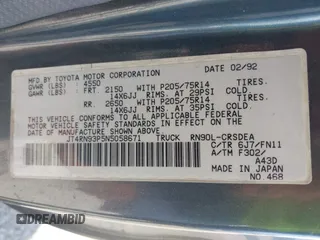 MFD BY TOYOTA MOTOR CORPORATION DATE 02/92
GVWR (LBS) : 4550
GAWR (LBS) : FRT. 2150 WITH P205/75R14 TIRES.
14X6JJ RIMS. AT 29PSI COLD
RR. 2650 WITH P205/75R14 TIRES.
14X6JJ RIMS. AT 35PSI COLD
THIS VEHICLE CONFORMS TO ALL APPLICABLE
FEDERAL MOTOR VEHICLE SAFETY STANDARDS
IN EFFECT ON THE DATE OF MANUFACTURE
SHOWN ABOVE.
JT4RN93P5N5058671 TRUCK RN90L-CRSDEA
C/TR 6J7/FN11
A/TM F302/
A43D
MADE IN JAPAN
NO. 468
DREAMBID